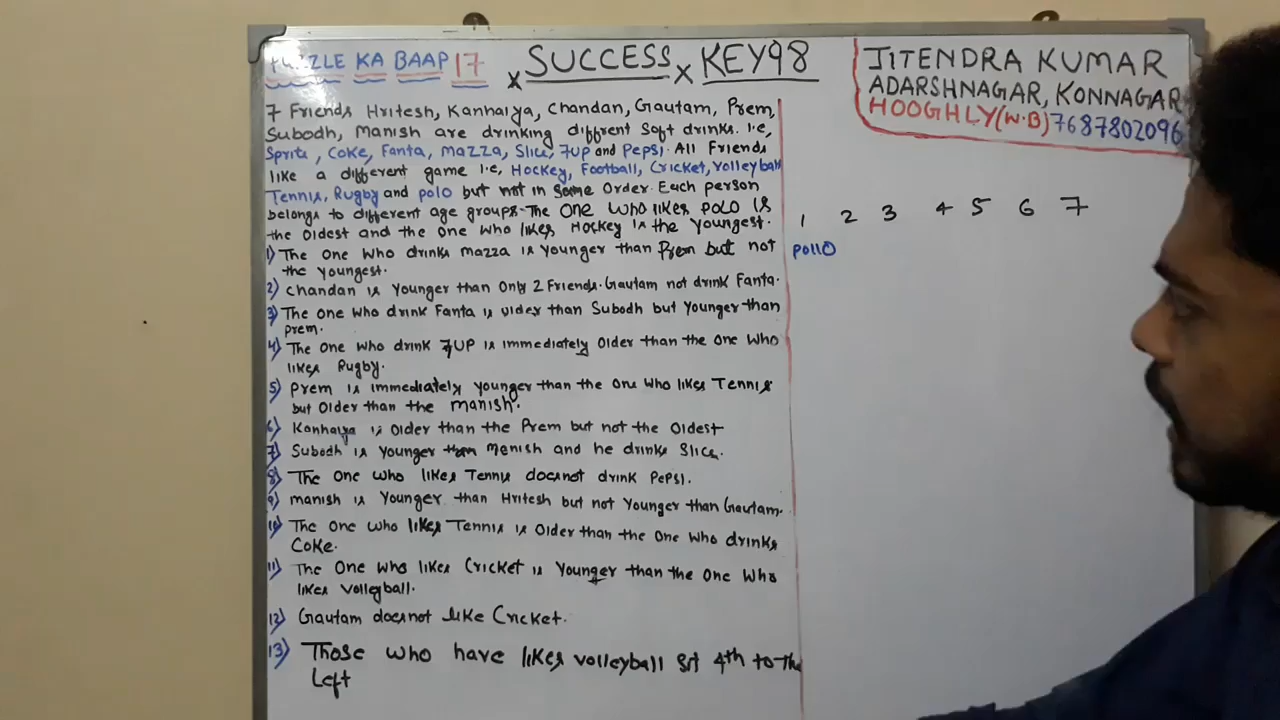 PUZZLE KA BAAP 17 x SUCCESS x KEY98
JITENDRA KUMAR
ADARSHNAGAR, KONNAGAR
HOOGHLY(W.B) 7687802096
7 Friends Hritesh, Kanhaiya, Chandan, Gautam, Prem
Subodh, Manish are drinking different Soft drinks. i.e,
Sprite, Coke, Fanta, Mazza, Slice, 7up and Pepsi. All Friends
like a different game i.e, Hockey, Football, Cricket, Volleyball
Tennis, Rugby and polo but not in Same Order. Each person
belongs to different age groups. The One who likes POLO is
the Oldest and the one who likes Hockey is the youngest.
1) The One who drinks mazza is younger than Prem but not
the youngest.
2) Chandan is younger than Only 2 Friends. Gautam not drink Fanta.
3) The one who drink Fanta is older than Subodh but Younger than
prem.
4) The One who drink 7UP is immediately Older than the One Who
likes Rugby.
5) Prem is immediately younger than the One Who likes Tennis
but Older than the manish.
6) Kanhaiya is Older than the Prem but not the Oldest
7) Subodh is younger than Manish and he drinks Slice.
8) The One who likes Tennis doesnot drink Pepsi.
9) manish is Younger than Hritesh but not Younger than Gautam.
10) The One who likes Tennis is Older than the One Who drinks
Coke.
11) The One who likes Cricket is Younger than the One Who
likes volleyball.
12) Gautam doesnot like Cricket.
13) Those who have likes volleyball sit 4th to the
Left
1 2 3 4 5 6 7
pollo